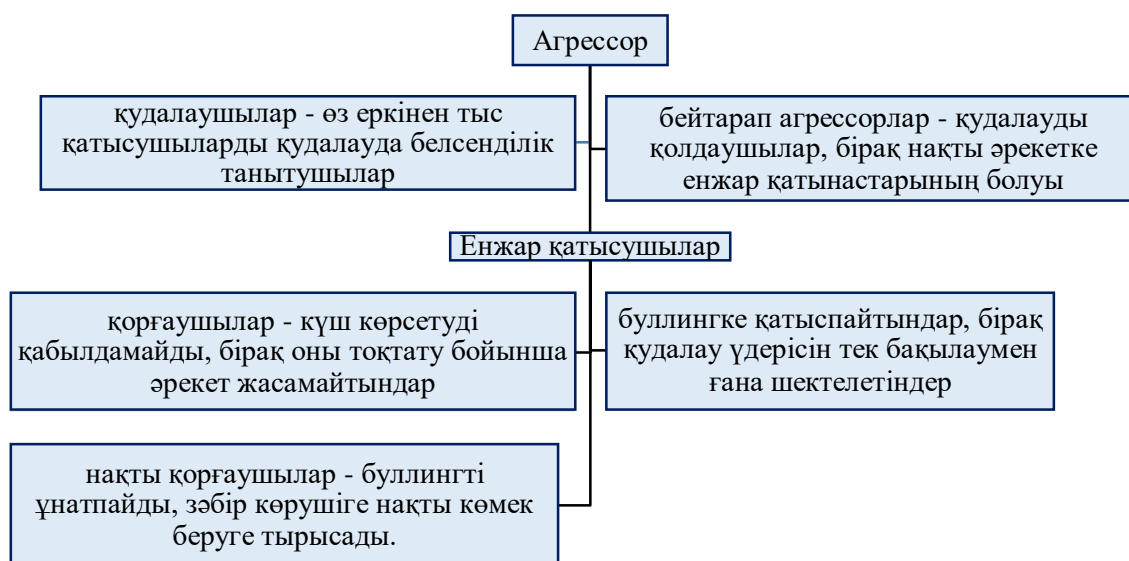 Агрессор
қудалаушылар - өз еркінен тыс
қатысушыларды қудалауда белсенділік
танытушылар
бейтарап агрессорлар - қудалауды
қолдаушылар, бірақ нақты әрекетке
енжар қатынастарының болуы
Енжар қатысушылар
қорғаушылар - күш көрсетуді
қабылдамайды, бірақ оны тоқтату бойынша
әрекет жасамайтындар
буллингке қатыспайтындар, бірақ
қудалау үдерісін тек бақылаумен
ғана шектелетіндер
нақты қорғаушылар - буллингті
ұнатпайды, зәбір көрушіге нақты көмек
беруге тырысады.